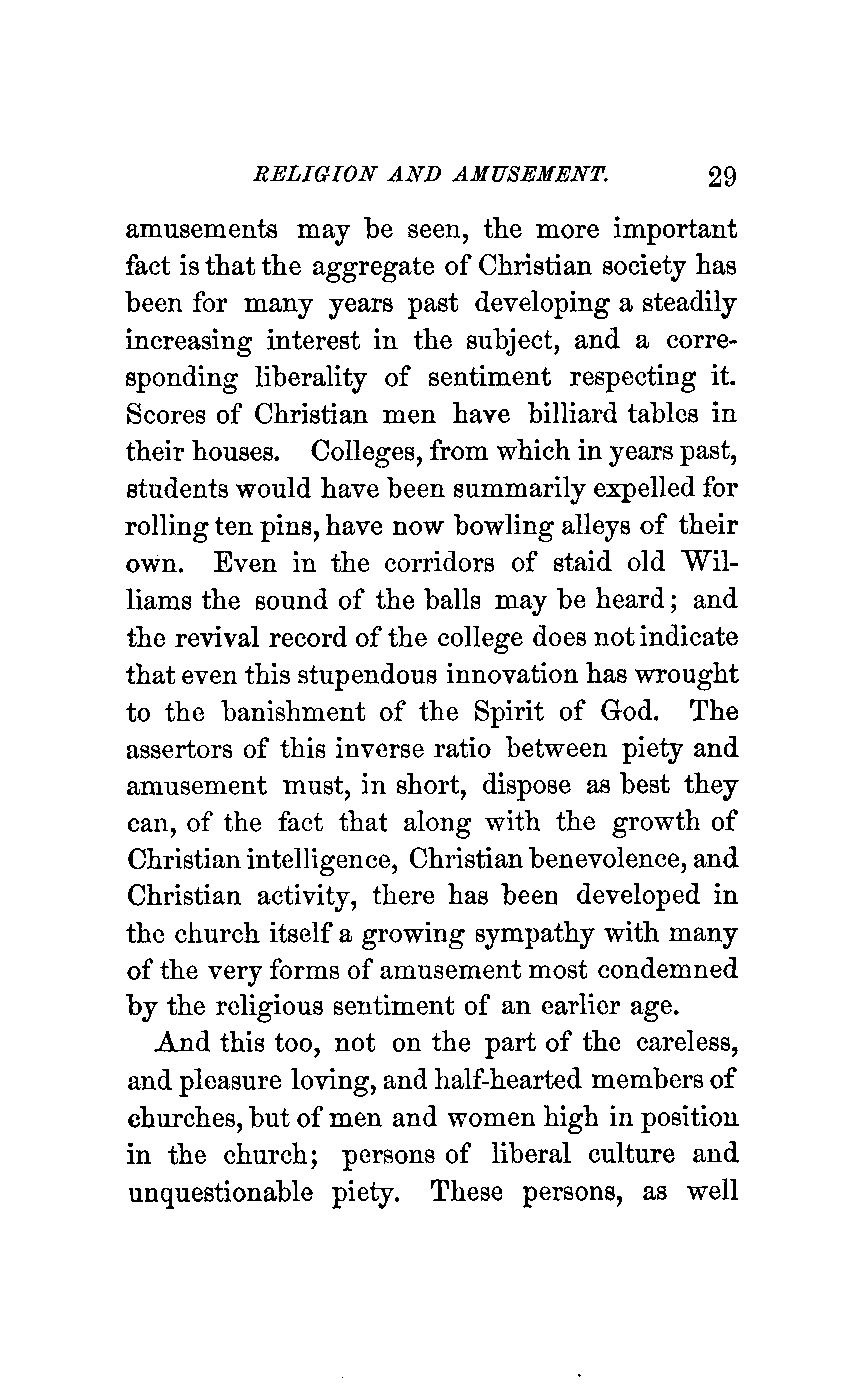 RELIGION AND AMUSEMENT. 29
amusements may be seen, the more important
fact is that the aggregate of Christian society has
been for many years past developing a steadily
increasing interest in the subject, and a corre-
sponding liberality of sentiment respecting it.
Scores of Christian men have billiard tables in
their houses. Colleges, from which in years past,
students would have been summarily expelled for
rolling ten pins, have now bowling alleys of their
own. Even in the corridors of staid old Wil-
liams the sound of the balls may be heard; and
the revival record of the college does not indicate
that even this stupendous innovation has wrought
to the banishment of the Spirit of God. The
assertors of this inverse ratio between piety and
amusement must, in short, dispose as best they
can, of the fact that along with the growth of
Christian intelligence, Christian benevolence, and
Christian activity, there has been developed in
the church itself a growing sympathy with many
of the very forms of amusement most condemned
by the religious sentiment of an earlier age.
And this too, not on the part of the careless,
and pleasure loving, and half-hearted members of
churches, but of men and women high in position
in the church; persons of liberal culture and
unquestionable piety. These persons, as well